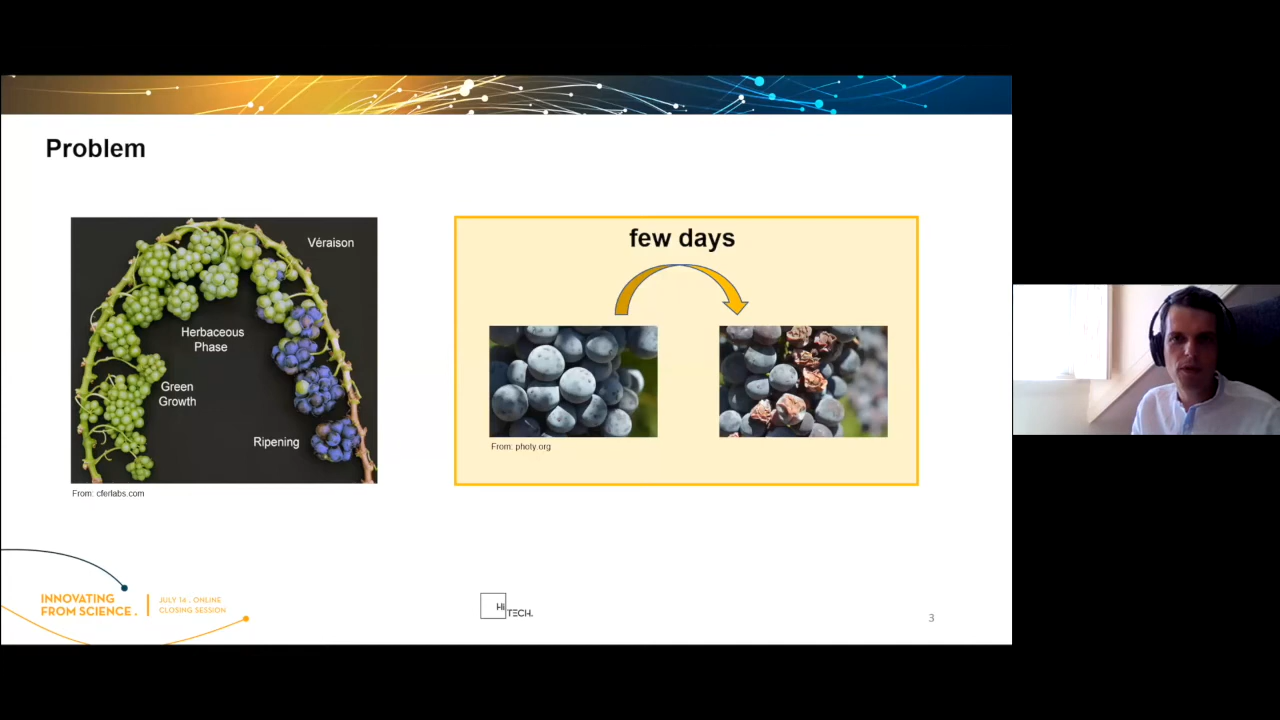 Problem
Véraison
Herbaceous
Phase
Green
Growth
Ripening
From: cferlabs.com
few days
From: photy.org
INNOVATING
FROM SCIENCE.
JULY 14 . ONLINE
CLOSING SESSION
Hi
TECH.
3